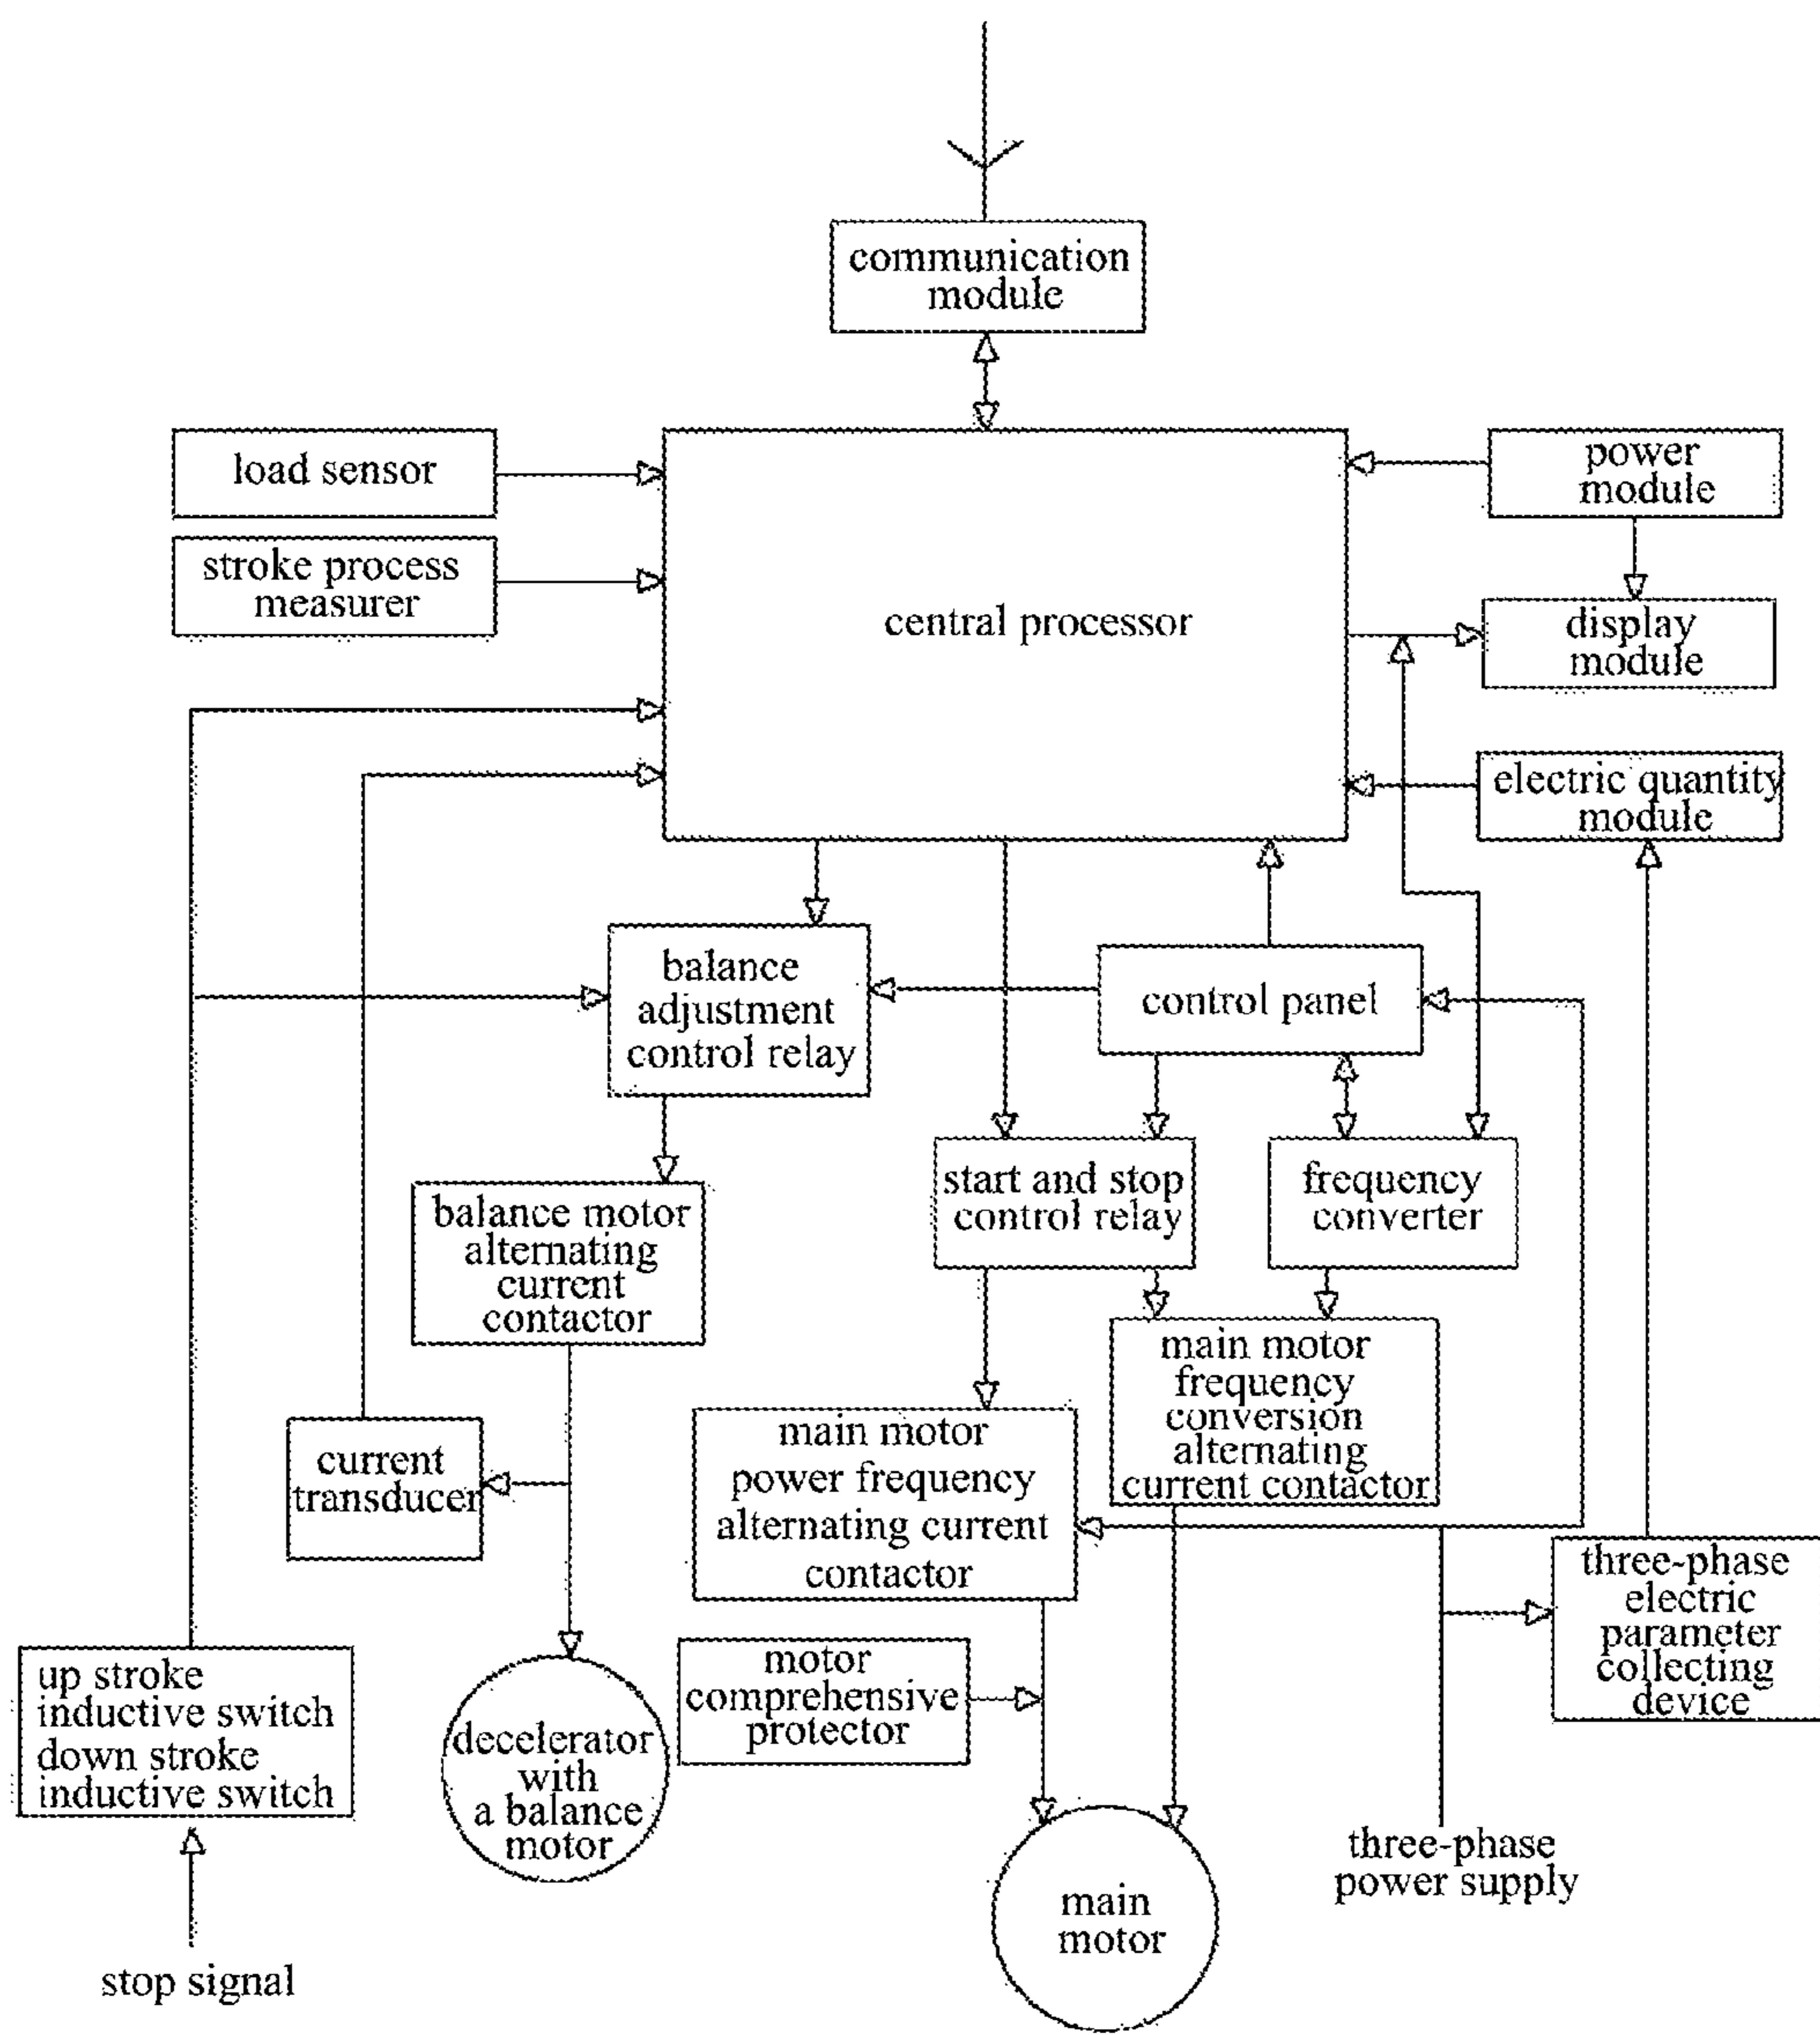 communication
module
load sensor
power
module
stroke process
measurer
central processor
display
module
electric quantity
module
balance
adjustment
control relay
control panel
start and stop
control relay
frequency
converter
balance motor
alternating
current
contactor
main motor
frequency
conversion
alternating
current contactor
current
transducer
main motor
power frequency
alternating current
contactor
three-phase
electric
parameter
collecting
device
up stroke
inductive switch
down stroke
inductive switch
motor
comprehensive
protector
decelerator
with
a balance
motor
three-phase
power supply
main
motor
stop signal